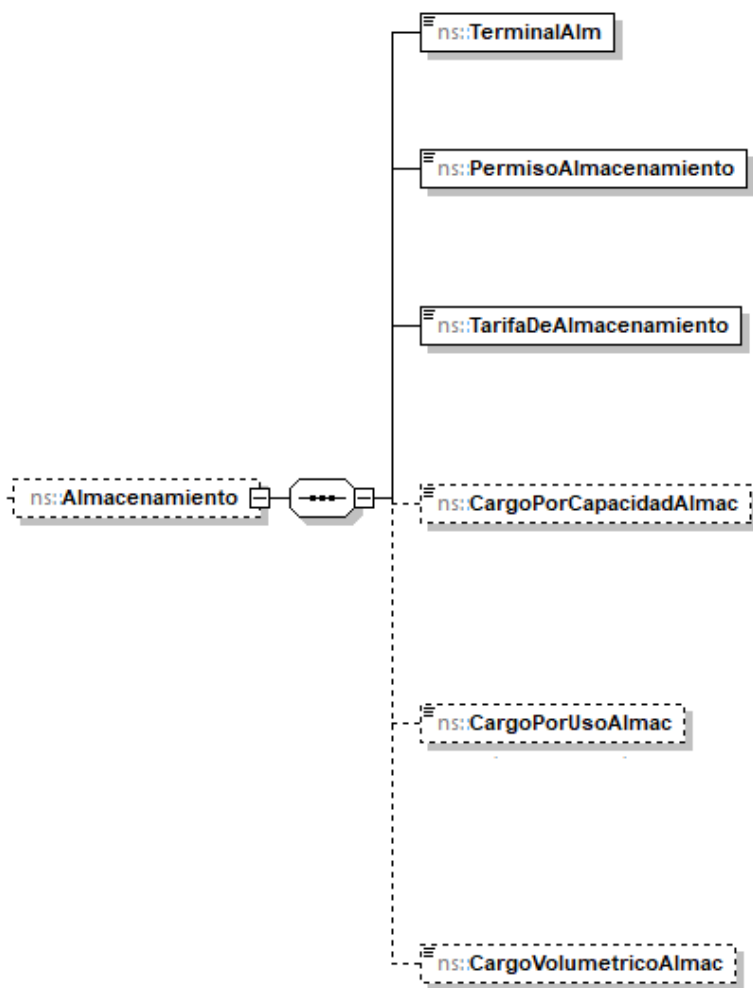 ns::TerminalAlm
ns::PermisoAlmacenamiento
ns::TarifaDeAlmacenamiento
ns::Almacenamiento
ns::CargoPorCapacidadAlmac
ns::CargoPorUsoAlmac
ns::CargoVolumetricoAlmac